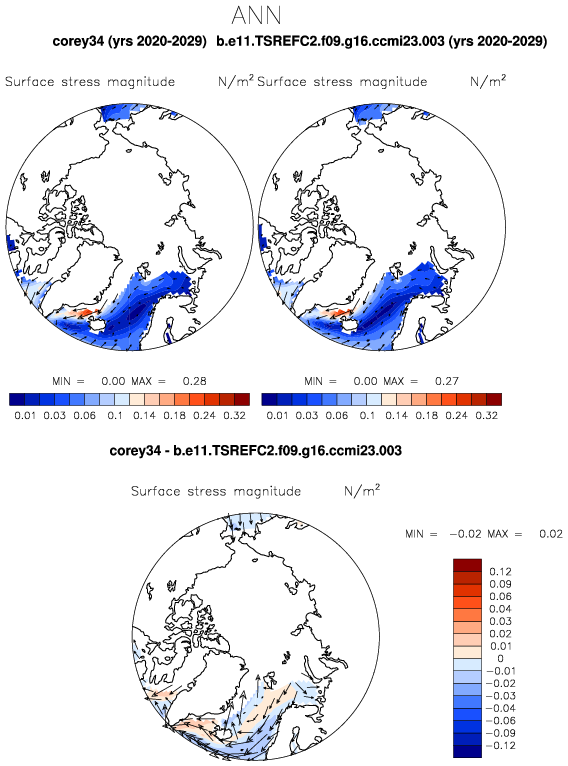 ANN
corey34 (yrs 2020-2029) b.e11.TSREFC2.f09.g16.ccmi23.003 (yrs 2020-2029)
Surface stress magnitude N/m² Surface stress magnitude N/m²
MIN = 0.00 MAX = 0.28 MIN = 0.00 MAX = 0.27
0.01 0.03 0.06 0.1 0.14 0.18 0.24 0.32 0.01 0.03 0.06 0.1 0.14 0.18 0.24 0.32
corey34 - b.e11.TSREFC2.f09.g16.ccmi23.003
Surface stress magnitude N/m²
MIN = -0.02 MAX = 0.02
0.12
0.09
0.06
0.04
0.03
0.02
0.01
0
-0.01
-0.02
-0.03
-0.04
-0.06
-0.09
-0.12